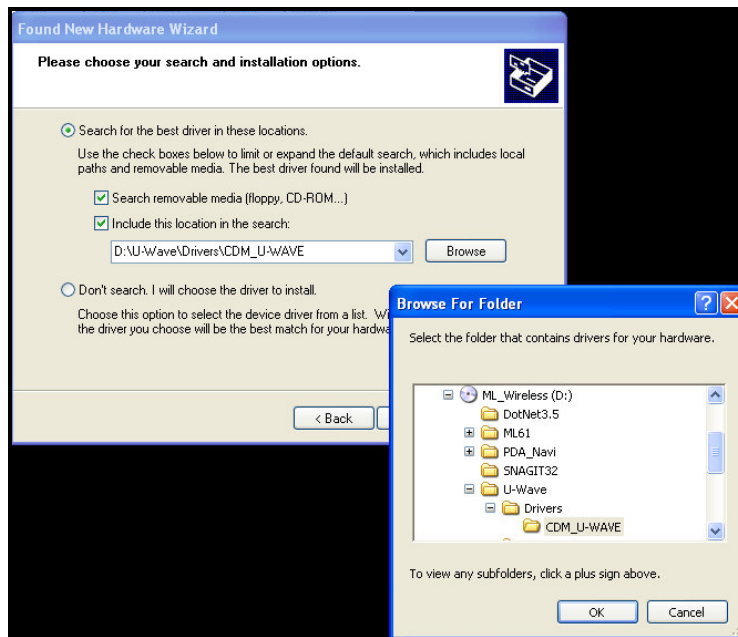 Found New Hardware Wizard
Please choose your search and installation options.
Search for the best driver in these locations.
Use the check boxes below to limit or expand the default search, which includes local
paths and removable media. The best driver found will be installed.
Search removable media (floppy, CD-ROM...)
Include this location in the search:
D:\U-Wave\Drivers\CDM_U-WAVE
Browse
Don't search. I will choose the driver to install.
Choose this option to select the device driver from a list. Wi
the driver you choose will be the best match for your hardwa
< Back
Browse For Folder
Select the folder that contains drivers for your hardware.
ML_Wireless (D:)
DotNet3.5
ML61
PDA_Navi
SNAGIT32
U-Wave
Drivers
CDM_U-WAVE
To view any subfolders, click a plus sign above.
OK
Cancel